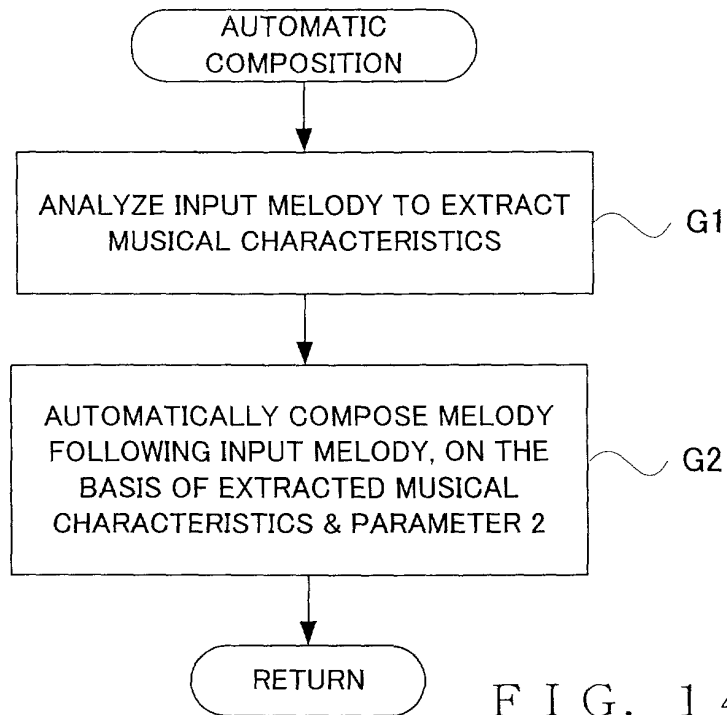 AUTOMATIC
COMPOSITION
ANALYZE INPUT MELODY TO EXTRACT
MUSICAL CHARACTERISTICS
G1
AUTOMATICALLY COMPOSE MELODY
FOLLOWING INPUT MELODY, ON THE
BASIS OF EXTRACTED MUSICAL
CHARACTERISTICS & PARAMETER 2
G2
RETURN
FIG.